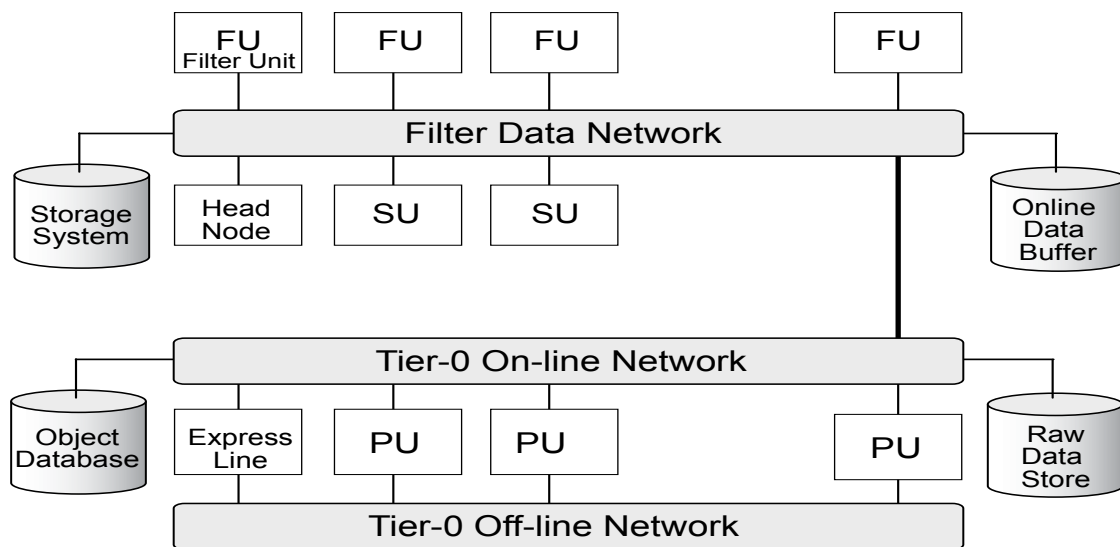 FU
Filter Unit
FU
FU
FU
Filter Data Network
Storage
System
Head
Node
SU
SU
Online
Data
Buffer
Tier-0 On-line Network
Object
Database
Express
Line
PU
PU
PU
Raw
Data
Store
Tier-0 Off-line Network